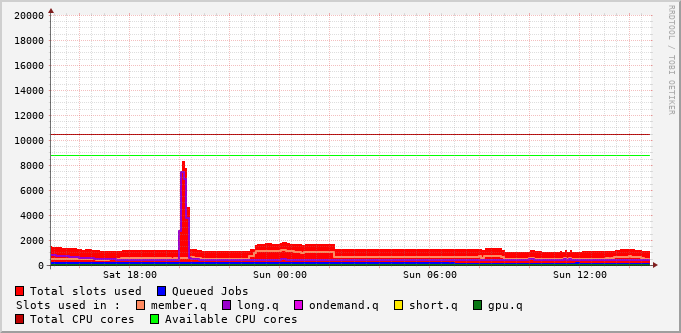 20000
18000
16000
14000
12000
10000
8000
6000
4000
2000
0
Sat 18:00 Sun 00:00 Sun 06:00 Sun 12:00
RRDTOOL / TOBI OETIKER
Total slots used Queued Jobs
Slots used in : member.q long.q ondemand.q short.q gpu.q
Total CPU cores Available CPU cores